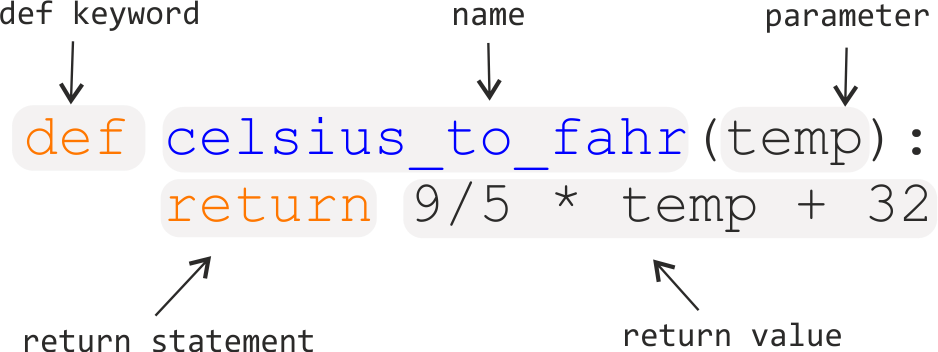 def keyword name parameter
def celsius_to_fahr(temp):
return 9/5 * temp + 32
return statement return value